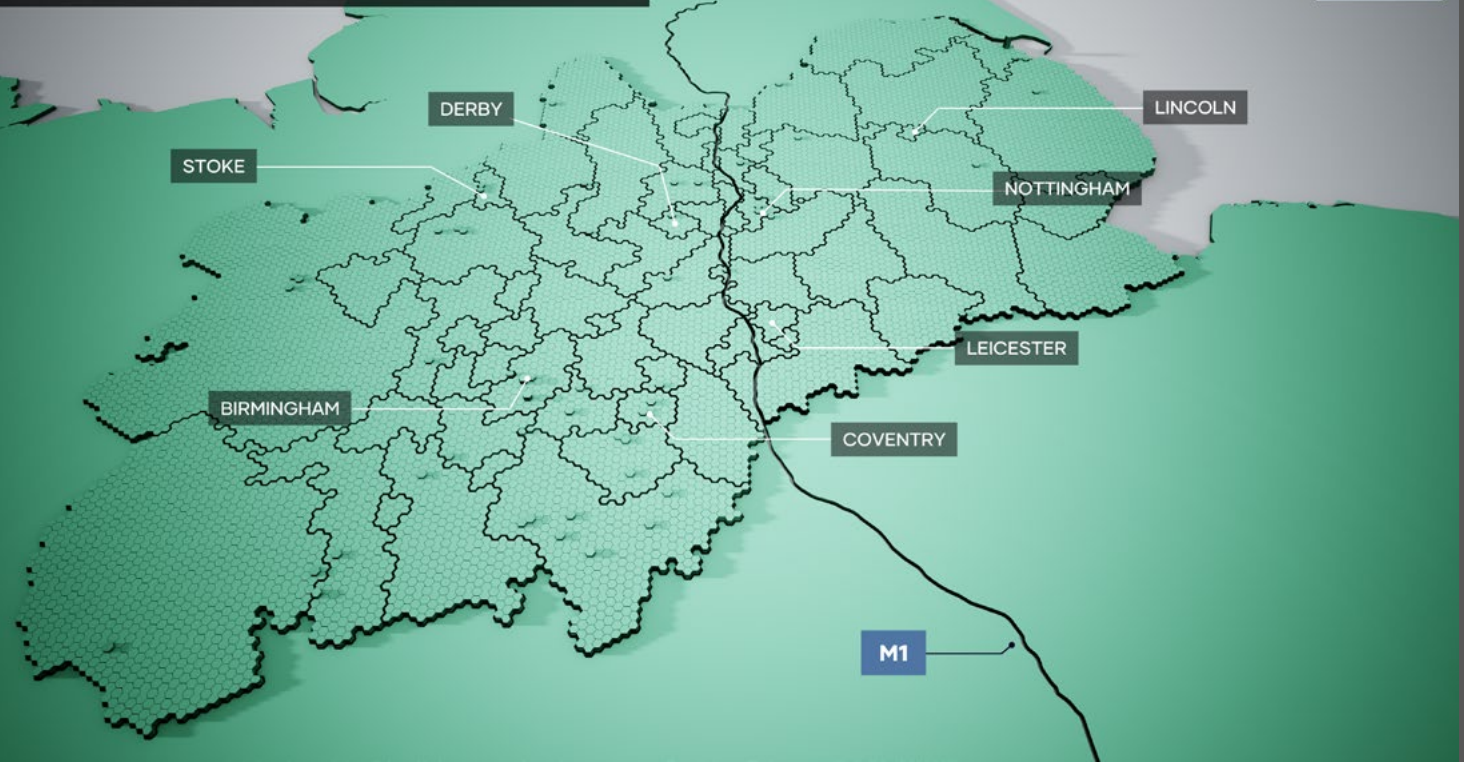 DERBY
LINCOLN
STOKE
NOTTINGHAM
LEICESTER
BIRMINGHAM
COVENTRY
M1